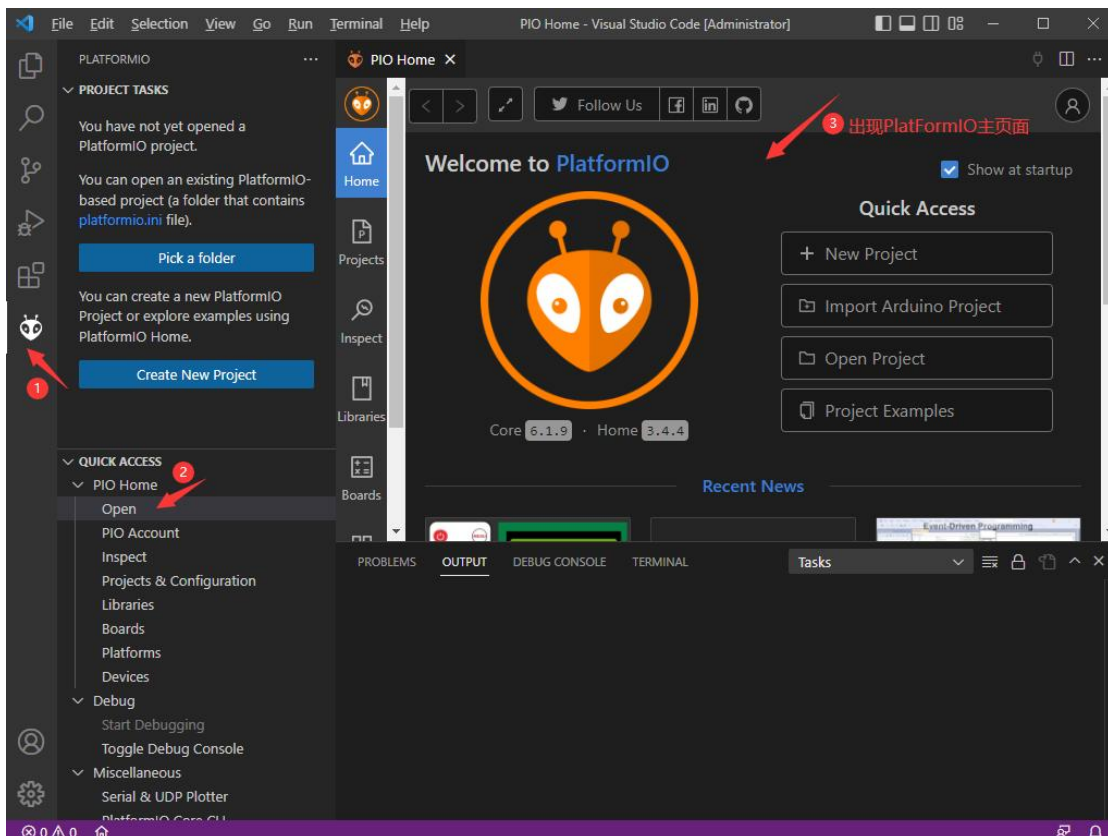 File Edit Selection View Go Run Terminal Help
PIO Home - Visual Studio Code [Administrator]
PLATFORMIO
PROJECT TASKS
You have not yet opened a
PlatformIO project.
You can open an existing PlatformIO-
based project (a folder that contains
platformio.ini file).
Pick a folder
You can create a new PlatformIO
Project or explore examples using
PlatformIO Home.
Create New Project
1
QUICK ACCESS
2
PIO Home
Open
PIO Account
Inspect
Projects & Configuration
Libraries
Boards
Platforms
Devices
Debug
Start Debugging
Toggle Debug Console
Miscellaneous
Serial & UDP Plotter
PlatformIO Core CLI
PIO Home
Home
Projects
Inspect
Libraries
Boards
Follow Us
3 出现PlatFormIO主页面
Welcome to PlatformIO
Show at startup
Quick Access
New Project
Import Arduino Project
Open Project
Project Examples
Core 6.1.9 · Home 3.4.4
Recent News
Event-Driven Programming
PROBLEMS OUTPUT DEBUG CONSOLE TERMINAL
Tasks
0 0